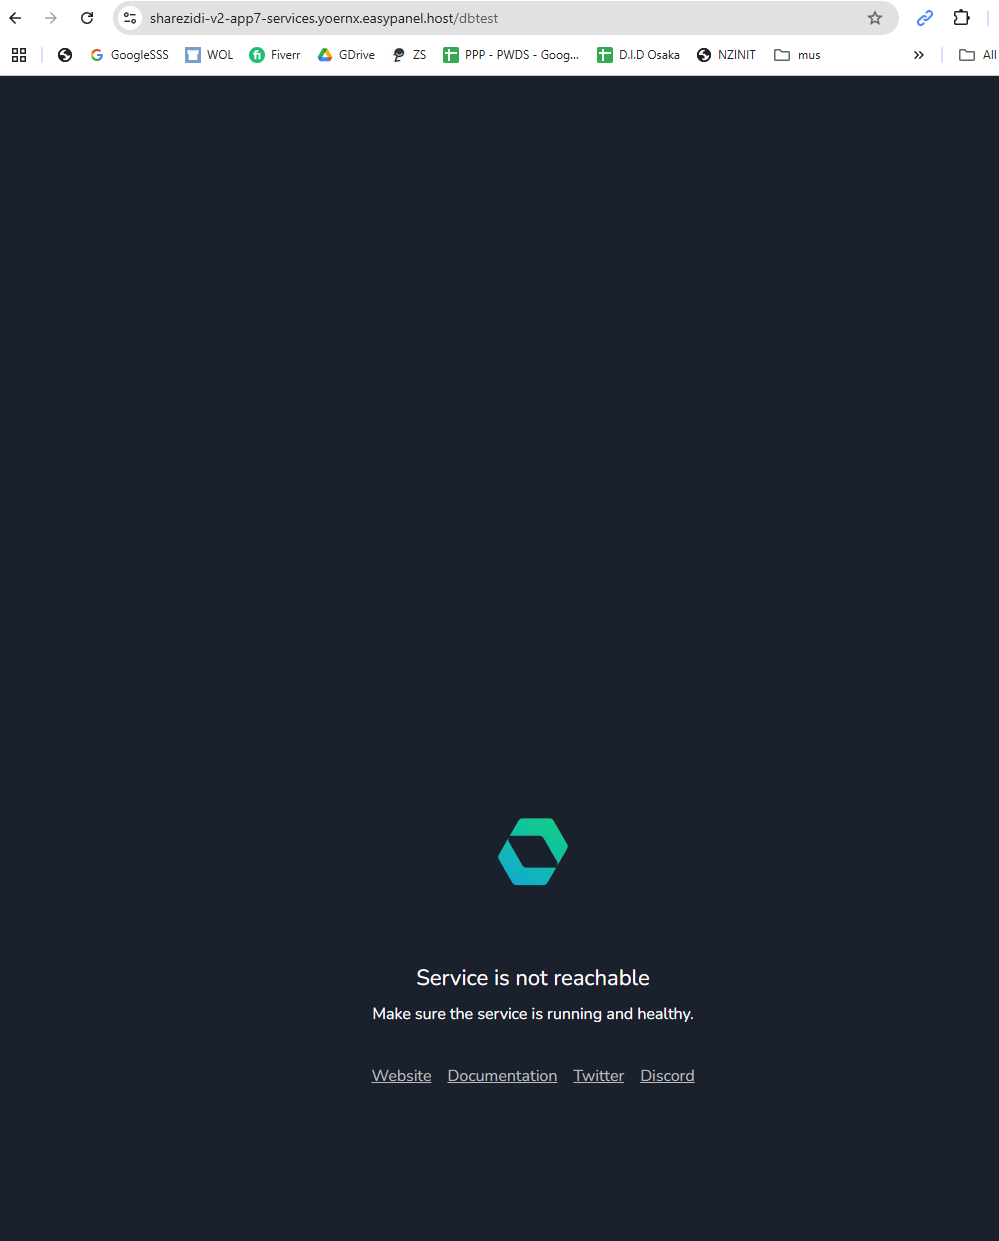 sharezidi-v2-app7-services.yoernx.easypanel.host/dbtest
GoogleSSS WOL Fiverr GDrive ZS PPP - PWDS - Goog... D.I.D Osaka NZINIT mus » All
Service is not reachable
Make sure the service is running and healthy.
Website Documentation Twitter Discord